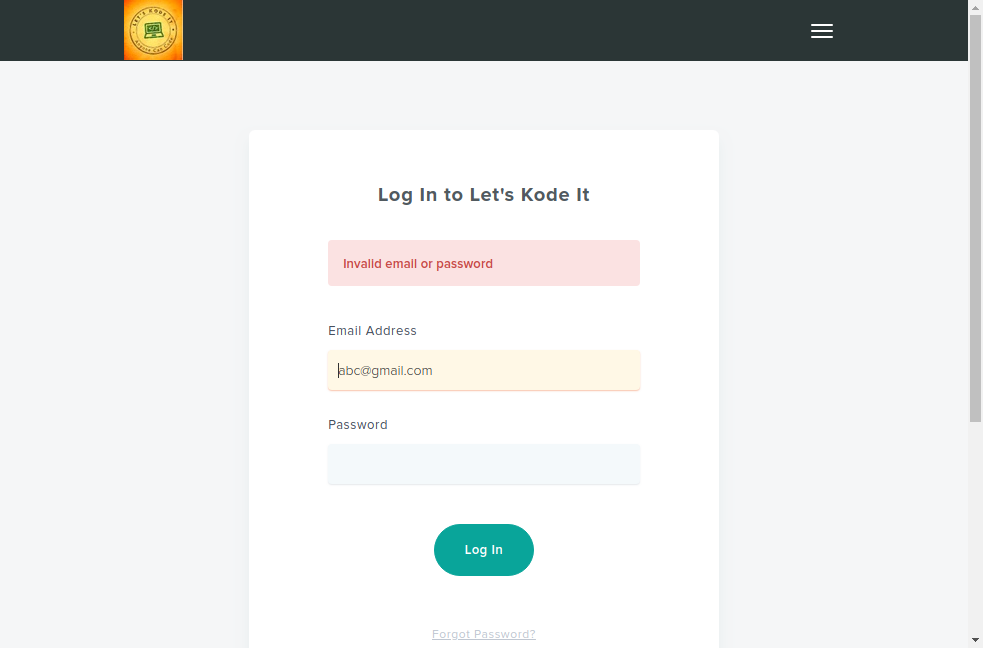 LET'S KODE IT
Log In to Let's Kode It
Invalid email or password
Email Address
abc@gmail.com
Password
Log In
Forgot Password?